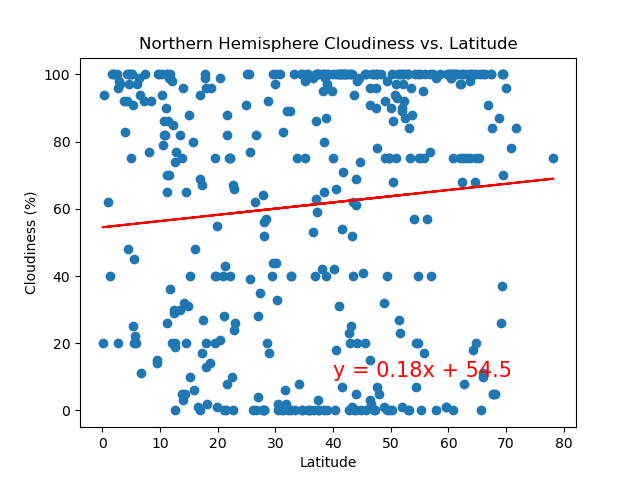 Northern Hemisphere Cloudiness vs. Latitude
100
80
60
40
20
0
Cloudiness (%)
y = 0.18x + 54.5
0 10 20 30 40 50 60 70 80
Latitude